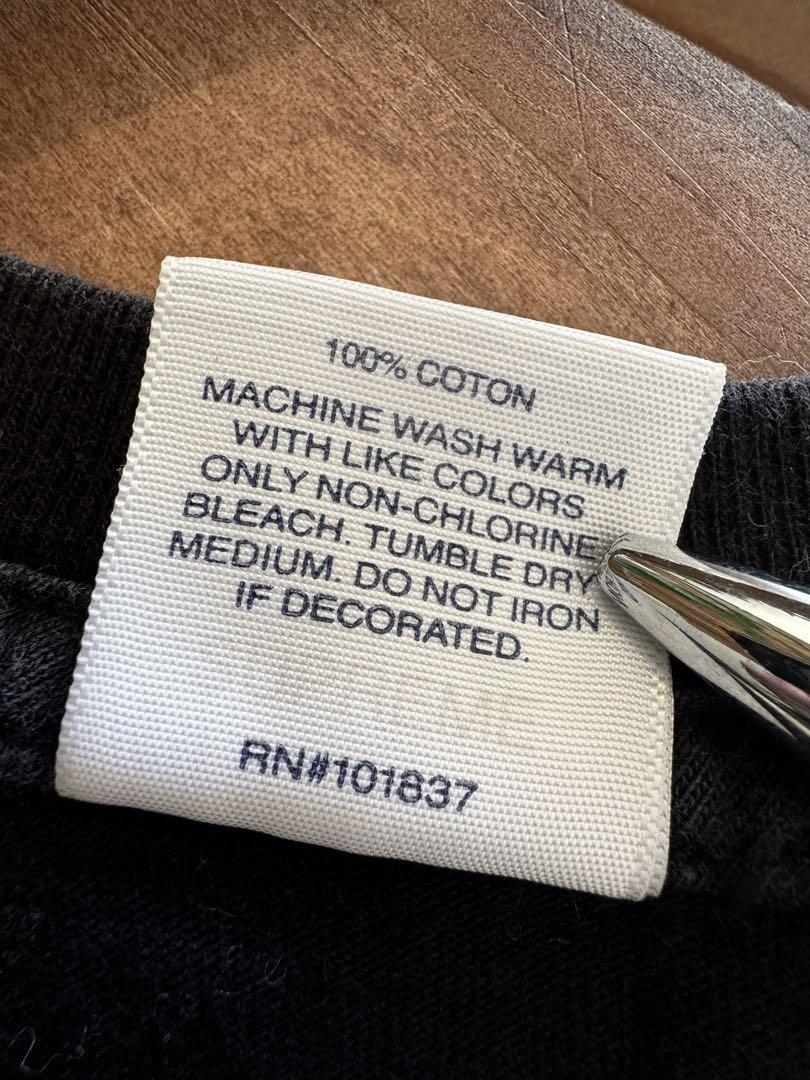 100% COTON
MACHINE WASH WARM
WITH LIKE COLORS
ONLY NON-CHLORINE
BLEACH. TUMBLE DRY
MEDIUM. DO NOT IRON
IF DECORATED.
RN#101837